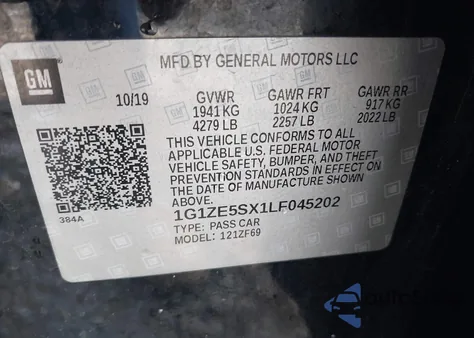 MFD BY GENERAL MOTORS LLC
GM
10/19
GVWR GAWR FRT GAWR RR
1941 KG 1024 KG 917 KG
4279 LB 2257 LB 2022 LB
THIS VEHICLE CONFORMS TO ALL
APPLICABLE U.S. FEDERAL MOTOR
VEHICLE SAFETY, BUMPER, AND THEFT
PREVENTION STANDARDS IN EFFECT ON
THE DATE OF MANUFACTURE SHOWN
ABOVE.
384A
1G1ZE5SX1LF045202
TYPE: PASS CAR
MODEL: 121ZF69